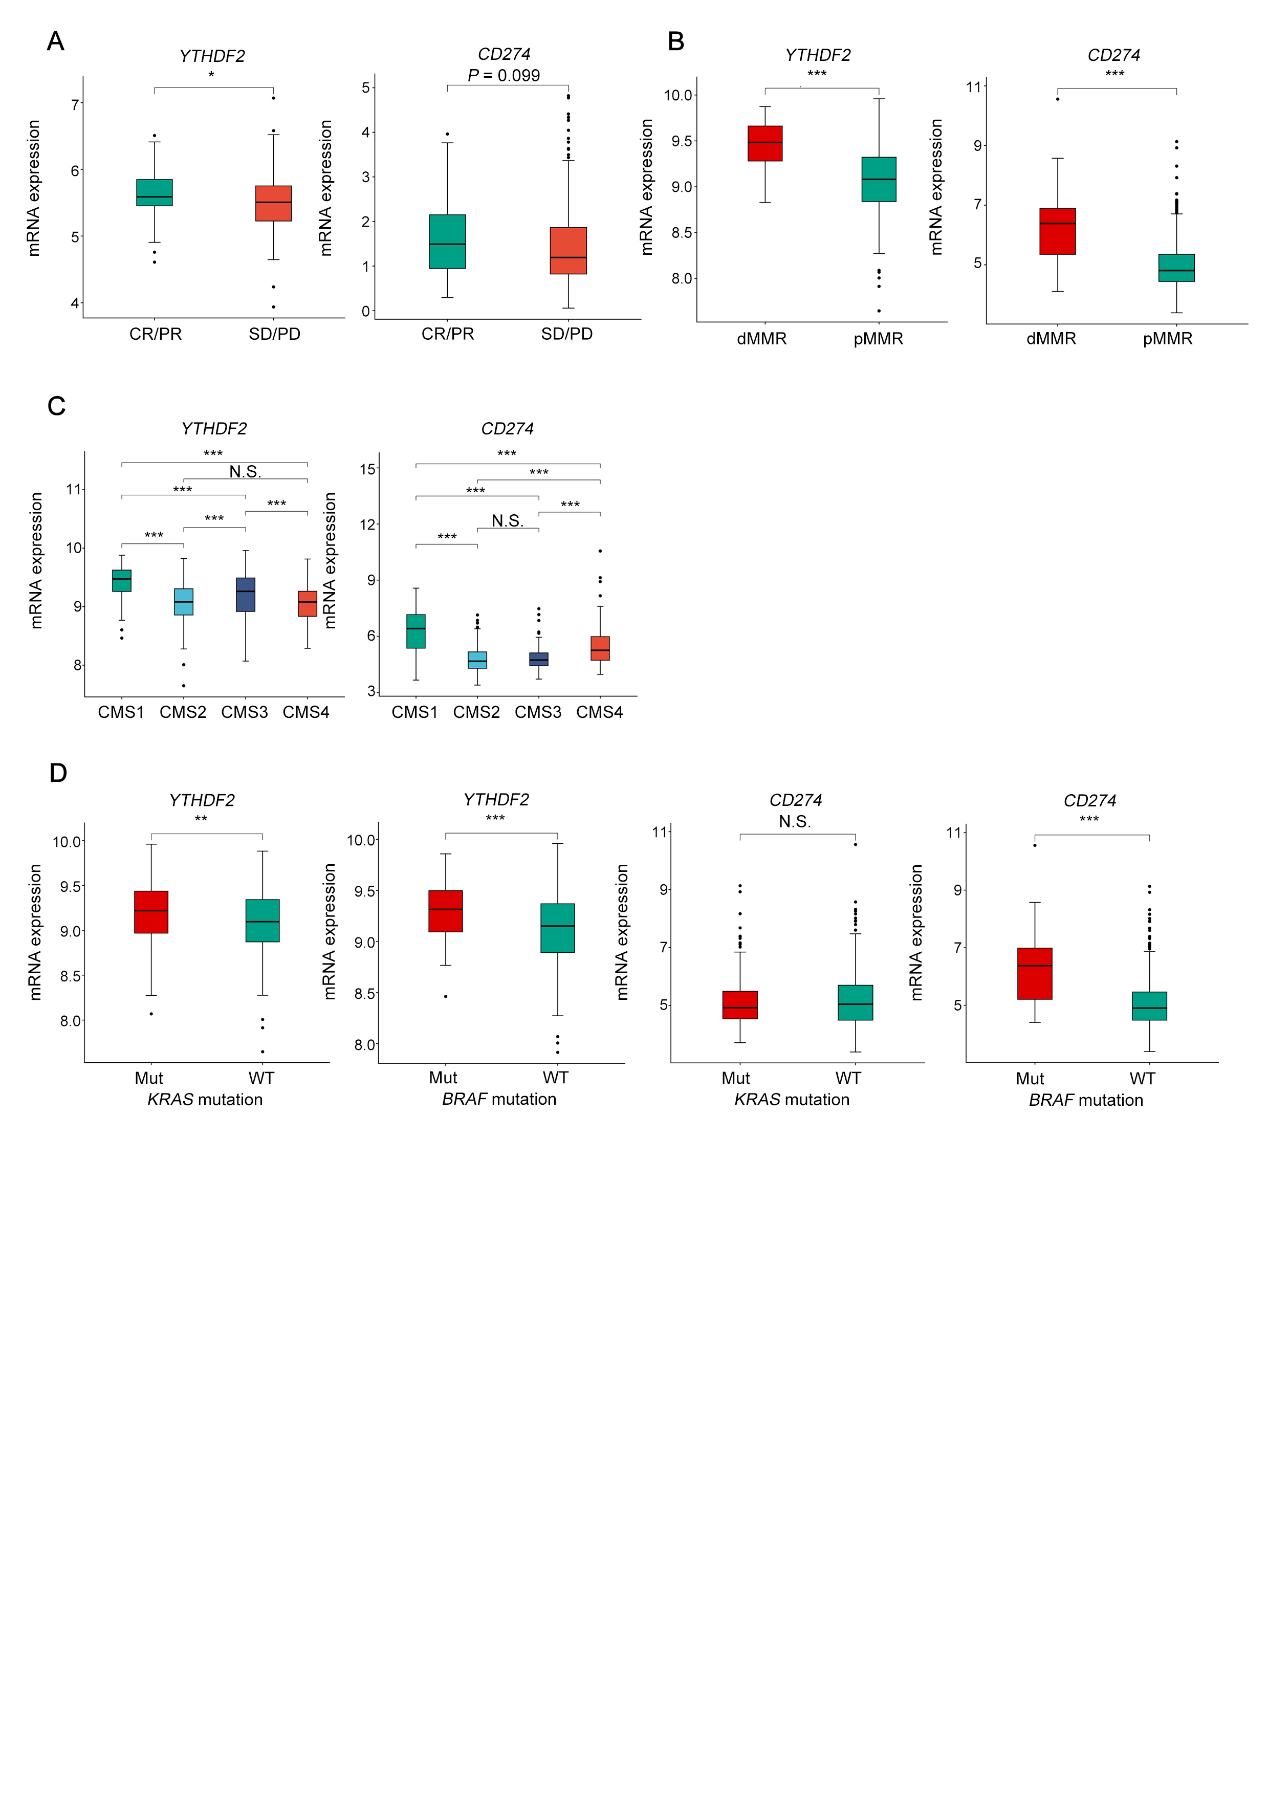 A
YTHDF2
*
mRNA expression
7
6
5
4
CR/PR
SD/PD
CD274
P = 0.099
mRNA expression
5
4
3
2
1
0
CR/PR
SD/PD
B
YTHDF2
***
mRNA expression
10.0
9.5
9.0
8.5
8.0
dMMR
pMMR
CD274
***
mRNA expression
11
9
7
5
dMMR
pMMR
C
YTHDF2
***
N.S.
***
***
***
***
mRNA expression
11
10
9
8
CMS1
CMS2
CMS3
CMS4
CD274
***
***
***
***
N.S.
***
mRNA expression
15
12
9
6
3
CMS1
CMS2
CMS3
CMS4
D
YTHDF2
**
mRNA expression
10.0
9.5
9.0
8.5
8.0
Mut
WT
KRAS mutation
YTHDF2
***
mRNA expression
10.0
9.5
9.0
8.5
8.0
Mut
WT
BRAF mutation
CD274
N.S.
mRNA expression
11
9
7
5
Mut
WT
KRAS mutation
CD274
***
mRNA expression
11
9
7
5
Mut
WT
BRAF mutation